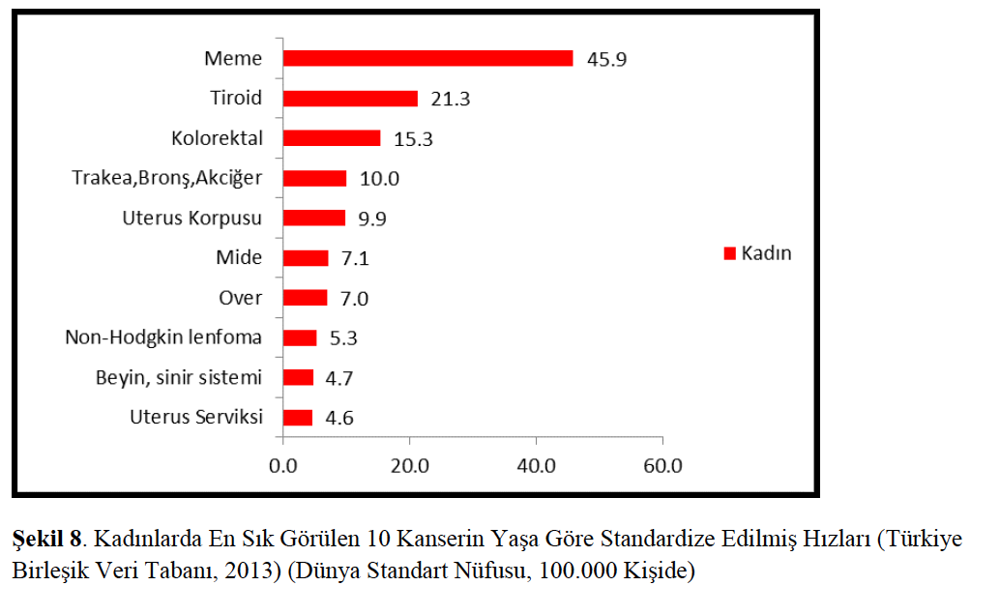 Meme 45.9
Tiroid 21.3
Kolorektal 15.3
Trakea,Bronş,Akciğer 10.0
Uterus Korpusu 9.9
Mide 7.1
Over 7.0
Non-Hodgkin lenfoma 5.3
Beyin, sinir sistemi 4.7
Uterus Serviksi 4.6
0.0 20.0 40.0 60.0
Kadın
Şekil 8. Kadınlarda En Sık Görülen 10 Kanserin Yaşa Göre Standardize Edilmiş Hızları (Türkiye
Birleşik Veri Tabanı, 2013) (Dünya Standart Nüfusu, 100.000 Kişide)